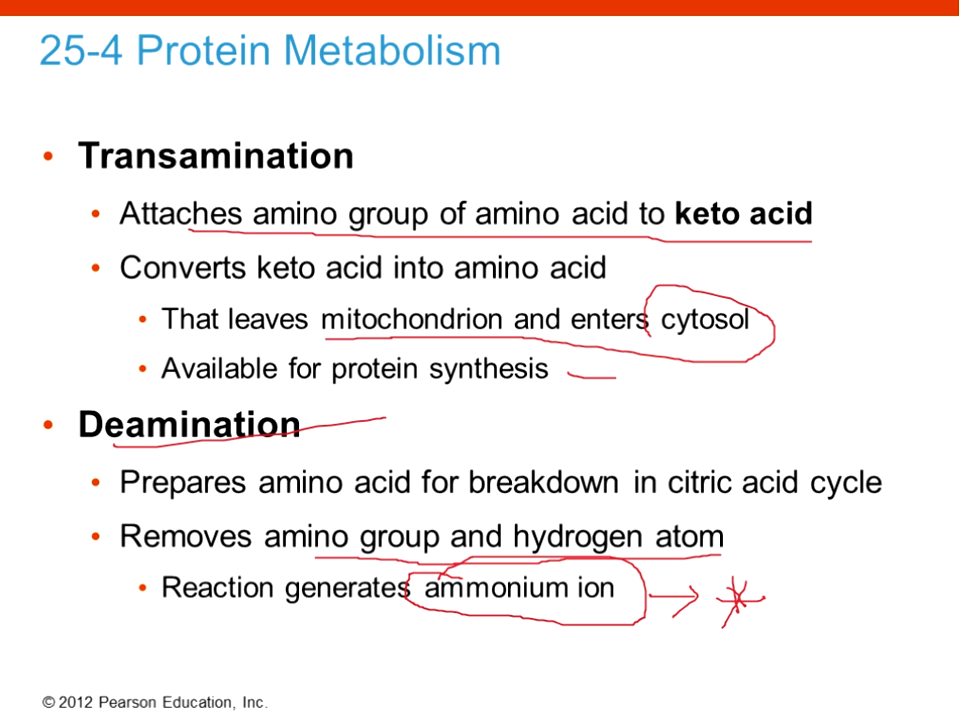 25-4 Protein Metabolism
• Transamination
• Attaches amino group of amino acid to keto acid
• Converts keto acid into amino acid
• That leaves mitochondrion and enters cytosol
• Available for protein synthesis
• Deamination
• Prepares amino acid for breakdown in citric acid cycle
• Removes amino group and hydrogen atom
• Reaction generates ammonium ion
© 2012 Pearson Education, Inc.